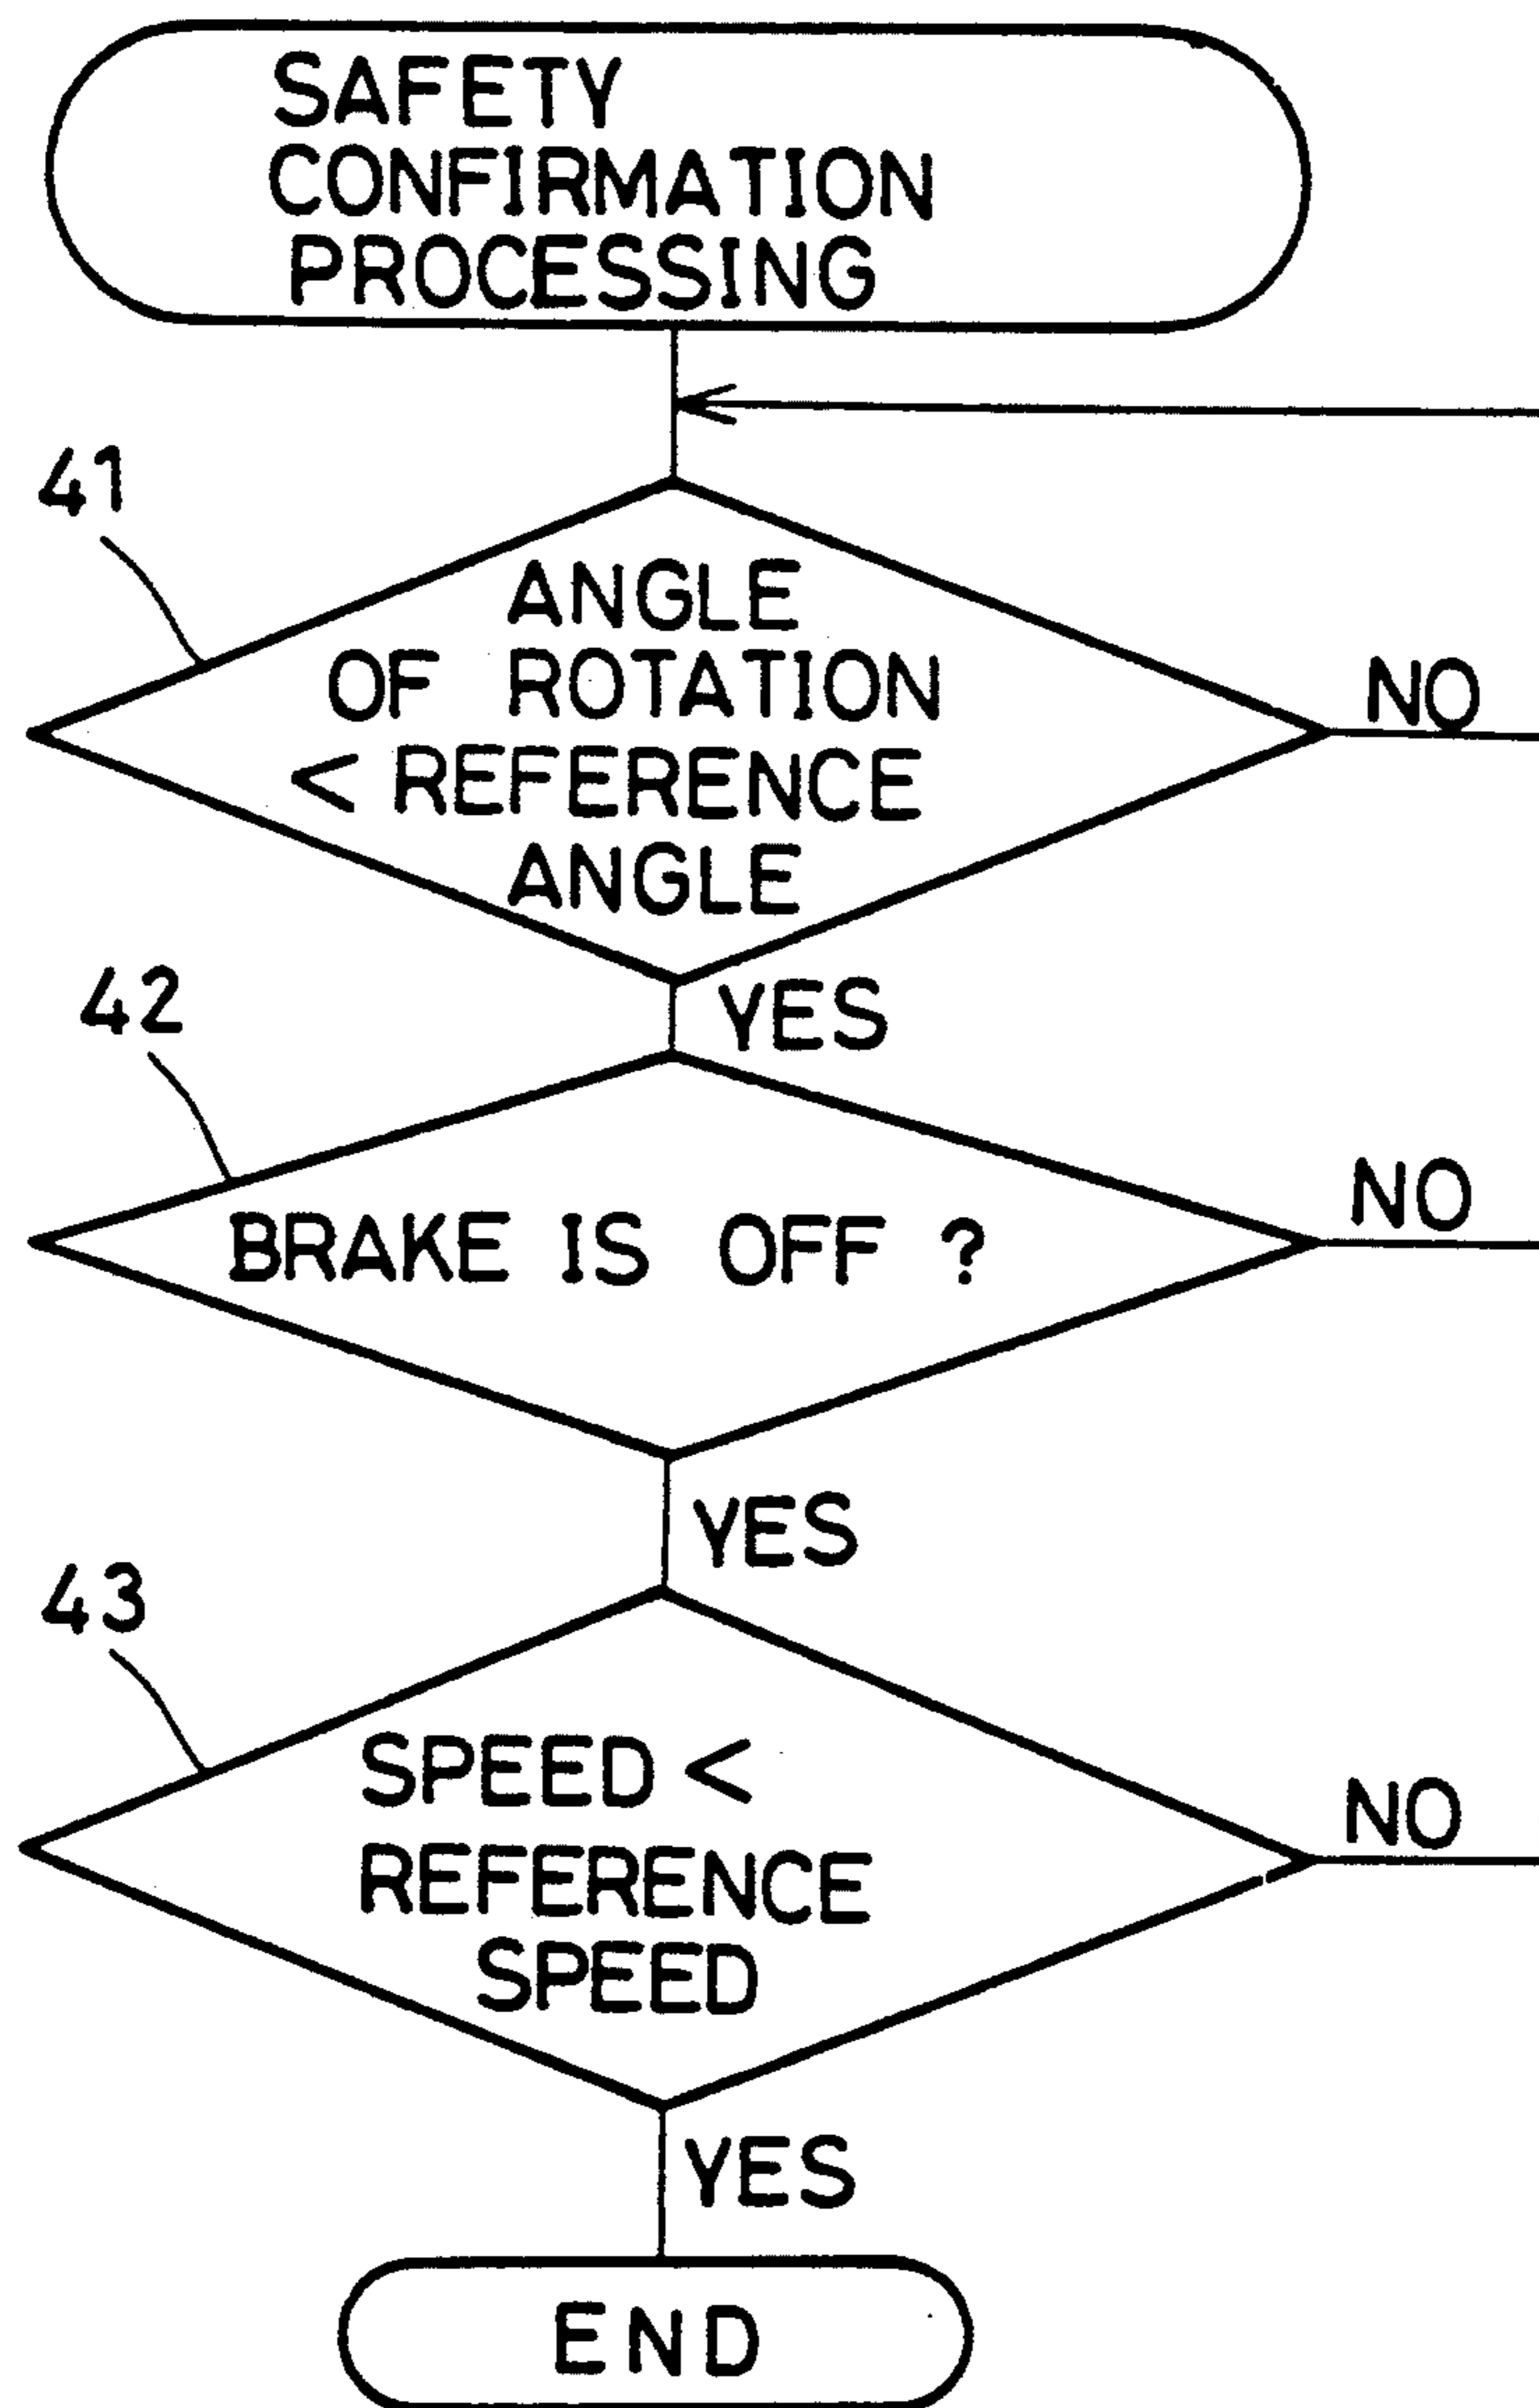 SAFETY
CONFIRMATION
PROCESSING
41
ANGLE
OF ROTATION
< REFERENCE
ANGLE
NO
YES
42
BRAKE IS OFF ?
NO
YES
43
SPEED <
REFERENCE
SPEED
NO
YES
END